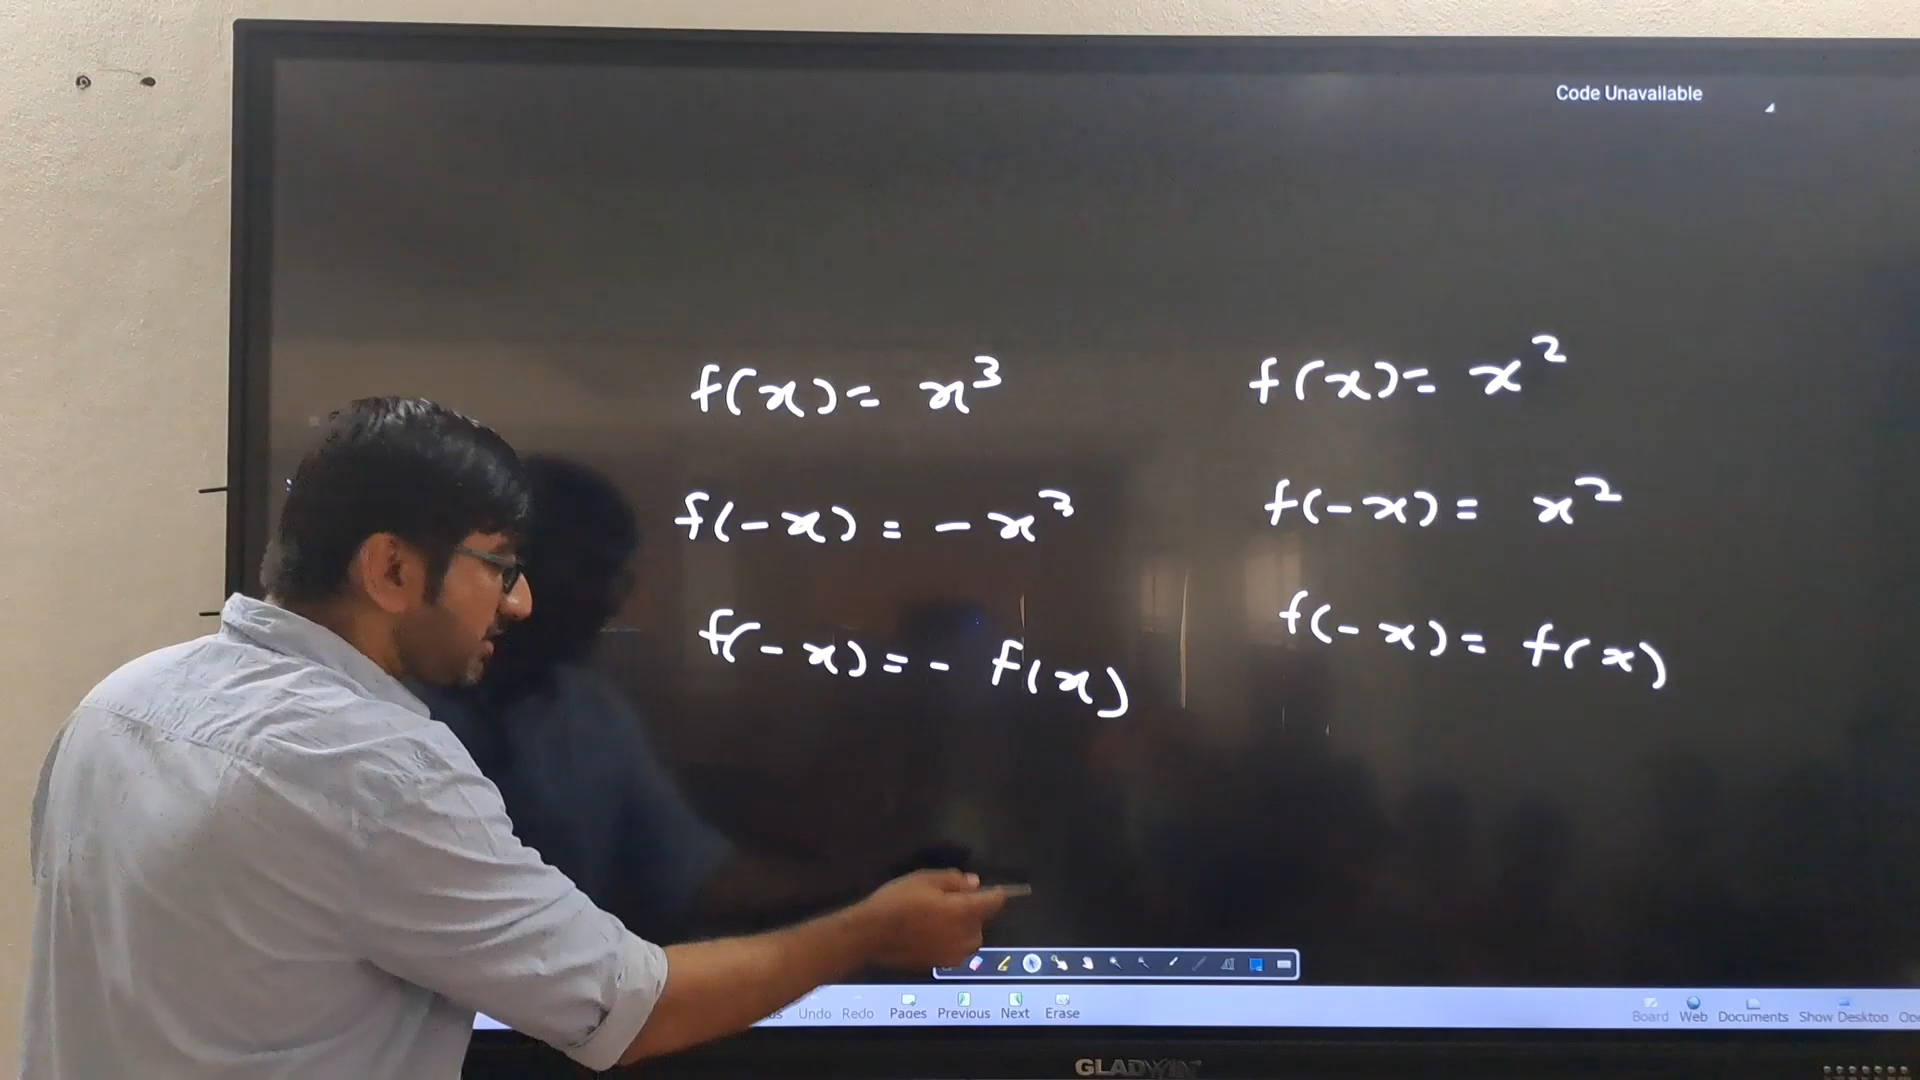 Code Unavailable
f(x) = x³
f(x) = x²
f(-x) = -x³
f(-x) = x²
f(-x) = - f(x)
f(-x) = f(x)
Undo Redo Pages Previous Next Erase
Board Web Documents Show Desktop
GLADWIN